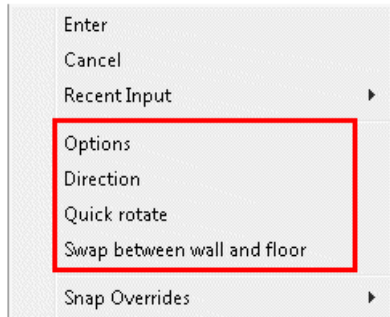 Enter
Cancel
Recent Input
Options
Direction
Quick rotate
Swap between wall and floor
Snap Overrides